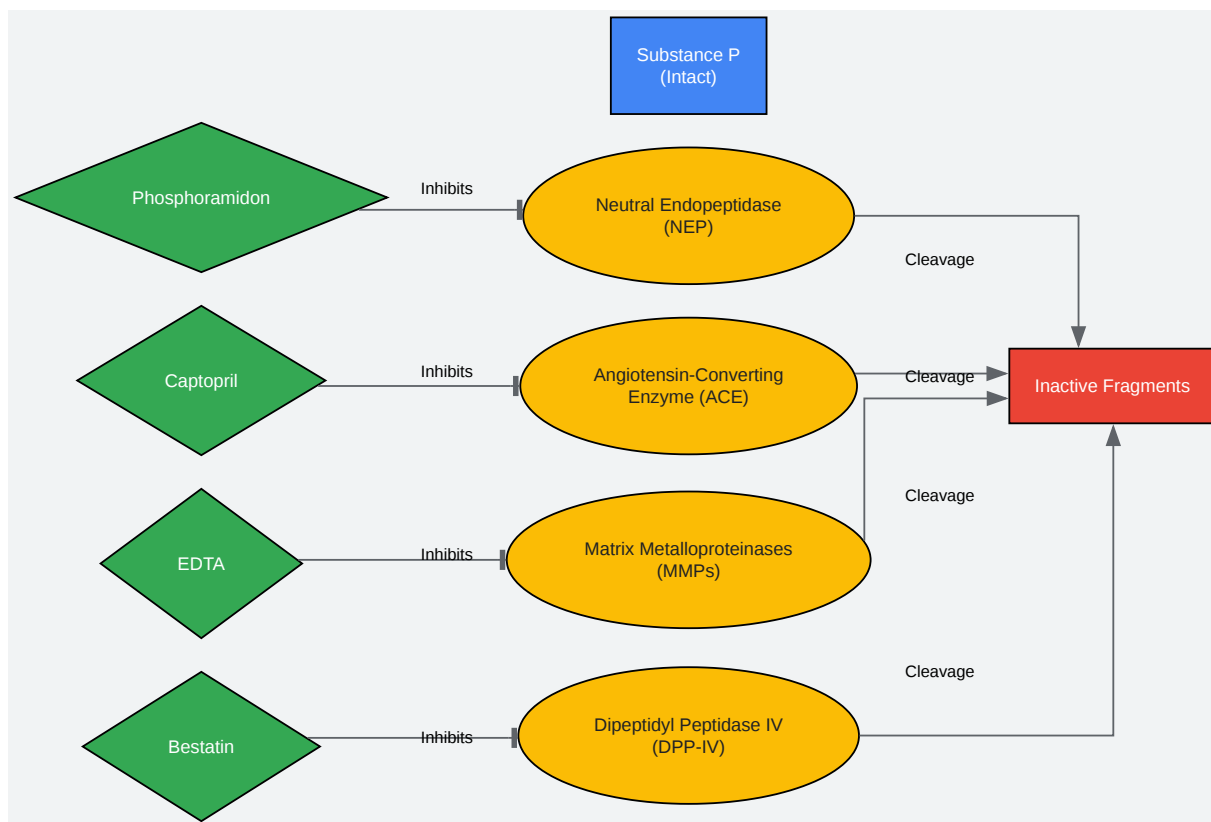 Substance P
(Intact)
Phosphoramidon
Inhibits
Neutral Endopeptidase
(NEP)
Cleavage
Captopril
Inhibits
Angiotensin-Converting
Enzyme (ACE)
Cleavage
Inactive Fragments
EDTA
Inhibits
Matrix Metalloproteinases
(MMPs)
Cleavage
Bestatin
Inhibits
Dipeptidyl Peptidase IV
(DPP-IV)
Cleavage